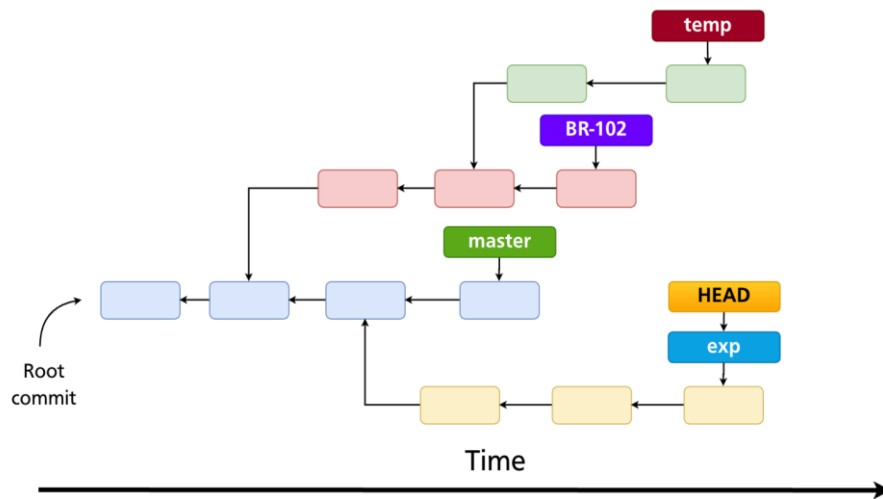 temp
BR-102
master
HEAD
exp
Root
commit
Time